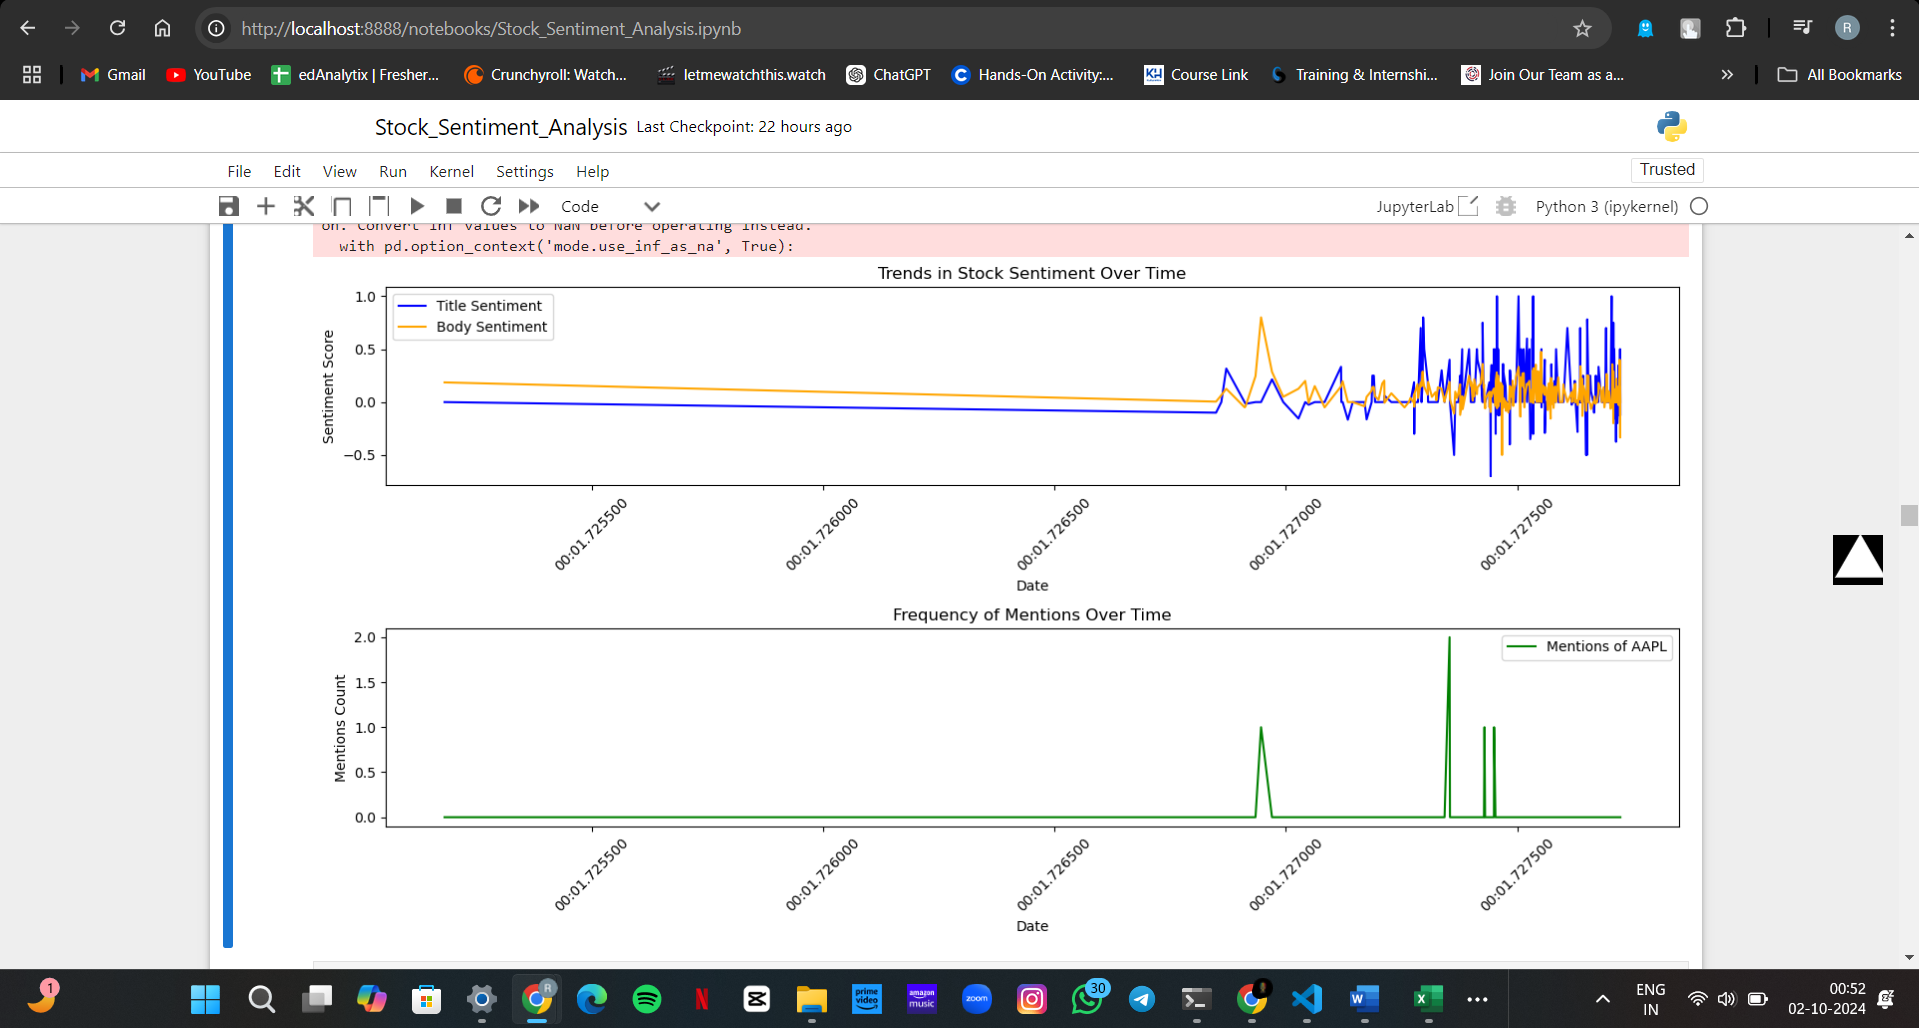 http://localhost:8888/notebooks/Stock_Sentiment_Analysis.ipynb
R
Gmail
YouTube
edAnalytix | Fresher...
Crunchyroll: Watch...
letmewatchthis.watch
ChatGPT
Hands-On Activity:...
KH
Course Link
Training & Internshi...
Join Our Team as a...
»
All Bookmarks
Stock_Sentiment_Analysis Last Checkpoint: 22 hours ago
File Edit View Run Kernel Settings Help
Trusted
Code
JupyterLab
Python 3 (ipykernel)
on. Convert inf values to NaN before operating instead.
with pd.option_context('mode.use_inf_as_na', True):
Trends in Stock Sentiment Over Time
Title Sentiment
Body Sentiment
Sentiment Score
1.0
0.5
0.0
−0.5
00:01.725500
00:01.726000
00:01.726500
00:01.727000
00:01.727500
Date
Frequency of Mentions Over Time
Mentions of AAPL
Mentions Count
2.0
1.5
1.0
0.5
0.0
00:01.725500
00:01.726000
00:01.726500
00:01.727000
00:01.727500
Date
1
R
N
prime video
amazon music
zoom
30
W
X
ENG
IN
00:52
02-10-2024